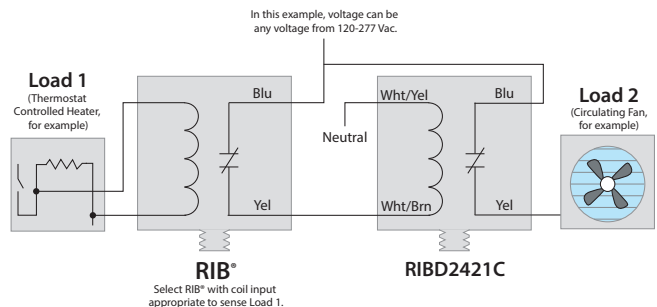 In this example, voltage can be
any voltage from 120-277 Vac.
Load 1
(Thermostat
Controlled Heater,
for example)
Blu
Yel
Wht/Yel
Neutral
Wht/Brn
Blu
Yel
Load 2
(Circulating Fan,
for example)
RIB®
Select RIB® with coil input
appropriate to sense Load 1.
RIBD2421C